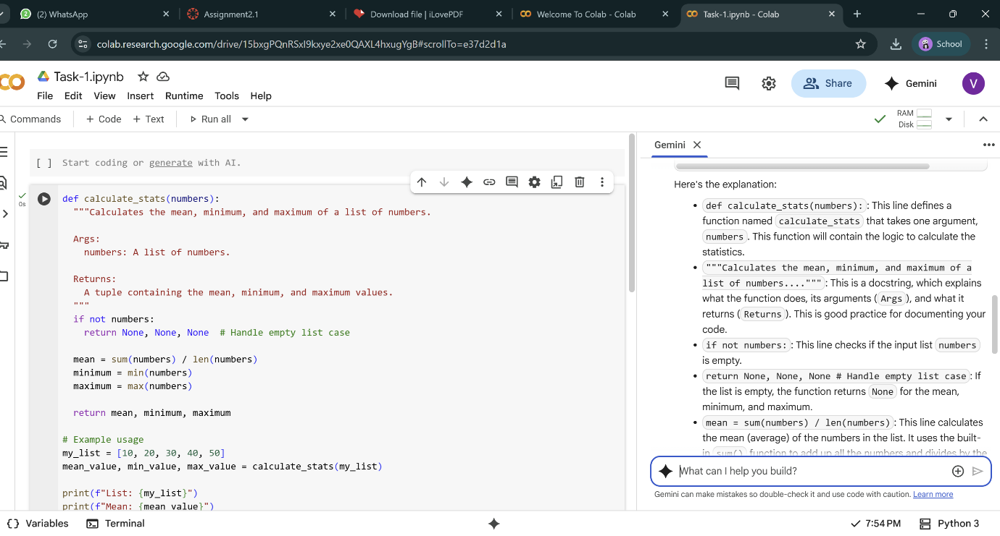 (2) WhatsApp
Assignment2.1
Download file | iLovePDF
Welcome To Colab - Colab
Task-1.ipynb - Colab
colab.research.google.com/drive/15bxgPQnRSxI9kxye2xe0QAXL4hxugYgB#scrollTo=e37d2d1a
School
Task-1.ipynb
File Edit View Insert Runtime Tools Help
Share
Gemini
V
Commands + Code + Text Run all
RAM
Disk
[ ] Start coding or generate with AI.
0s
def calculate_stats(numbers):
"""Calculates the mean, minimum, and maximum of a list of numbers.
Args:
numbers: A list of numbers.
Returns:
A tuple containing the mean, minimum, and maximum values.
"""
if not numbers:
return None, None, None # Handle empty list case
mean = sum(numbers) / len(numbers)
minimum = min(numbers)
maximum = max(numbers)
return mean, minimum, maximum
# Example usage
my_list = [10, 20, 30, 40, 50]
mean_value, min_value, max_value = calculate_stats(my_list)
print(f"List: {my_list}")
print(f"Mean: {mean_value}")
Gemini
Here's the explanation:
• def calculate_stats(numbers): : This line defines a
function named calculate_stats that takes one argument,
numbers . This function will contain the logic to calculate the
statistics.
• """Calculates the mean, minimum, and maximum of a
list of numbers....""" : This is a docstring, which explains
what the function does, its arguments ( Args ), and what it
returns ( Returns ). This is good practice for documenting your
code.
• if not numbers: : This line checks if the input list numbers
is empty.
• return None, None, None # Handle empty list case : If
the list is empty, the function returns None for the mean,
minimum, and maximum.
• mean = sum(numbers) / len(numbers) : This line calculates
the mean (average) of the numbers in the list. It uses the built-
in sum() function to add up all the numbers and divides by the
What can I help you build?
Gemini can make mistakes so double-check it and use code with caution. Learn more
Variables
Terminal
7:54 PM
Python 3